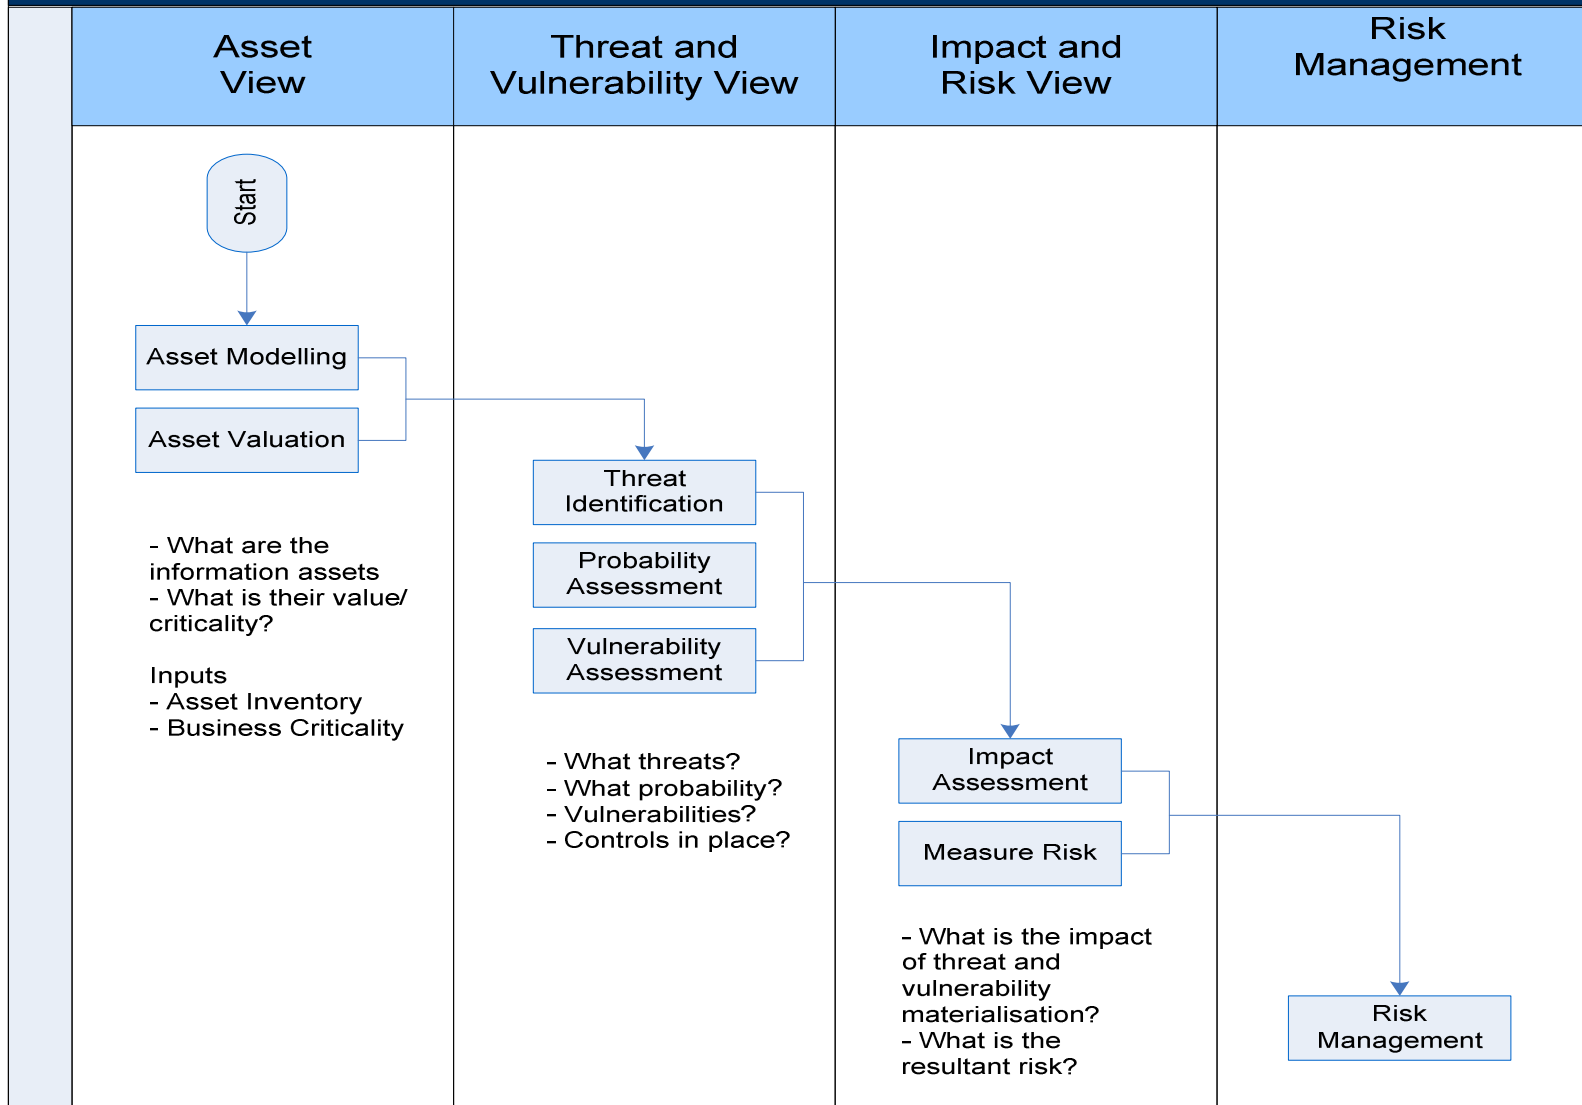 Asset
View
Threat and
Vulnerability View
Impact and
Risk View
Risk
Management
Start
Asset Modelling
Asset Valuation
- What are the
information assets
- What is their value/
criticality?
Inputs
- Asset Inventory
- Business Criticality
Threat
Identification
Probability
Assessment
Vulnerability
Assessment
- What threats?
- What probability?
- Vulnerabilities?
- Controls in place?
Impact
Assessment
Measure Risk
- What is the impact
of threat and
vulnerability
materialisation?
- What is the
resultant risk?
Risk
Management